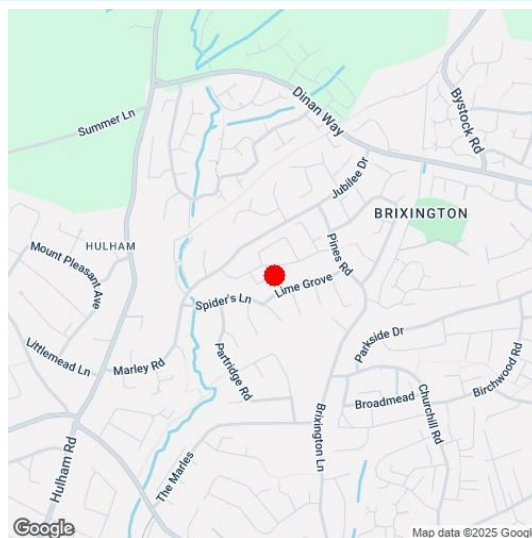 Dinan Way
Bystock Rd
Summer Ln
Jubilee Dr
BRIXINGTON
HULHAM
Pines Rd
Mount Pleasant Ave
Lime Grove
Spider's Ln
Littlemead Ln
Marley Rd
Partridge Rd
Parkside Dr
Birchwood Rd
Broadmead
Churchill Rd
Brixington Ln
The Marles
Hulham Rd
Google
Map data ©2025 Google